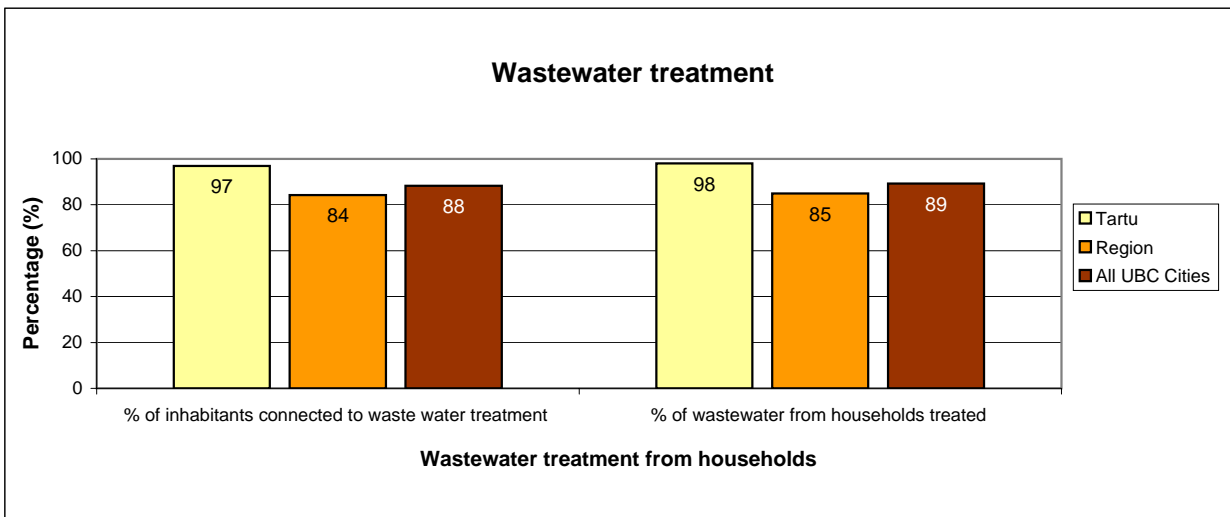 Wastewater treatment
Percentage (%)
100
80
60
40
20
0
97
84
88
98
85
89
% of inhabitants connected to waste water treatment
% of wastewater from households treated
Wastewater treatment from households
Tartu
Region
All UBC Cities